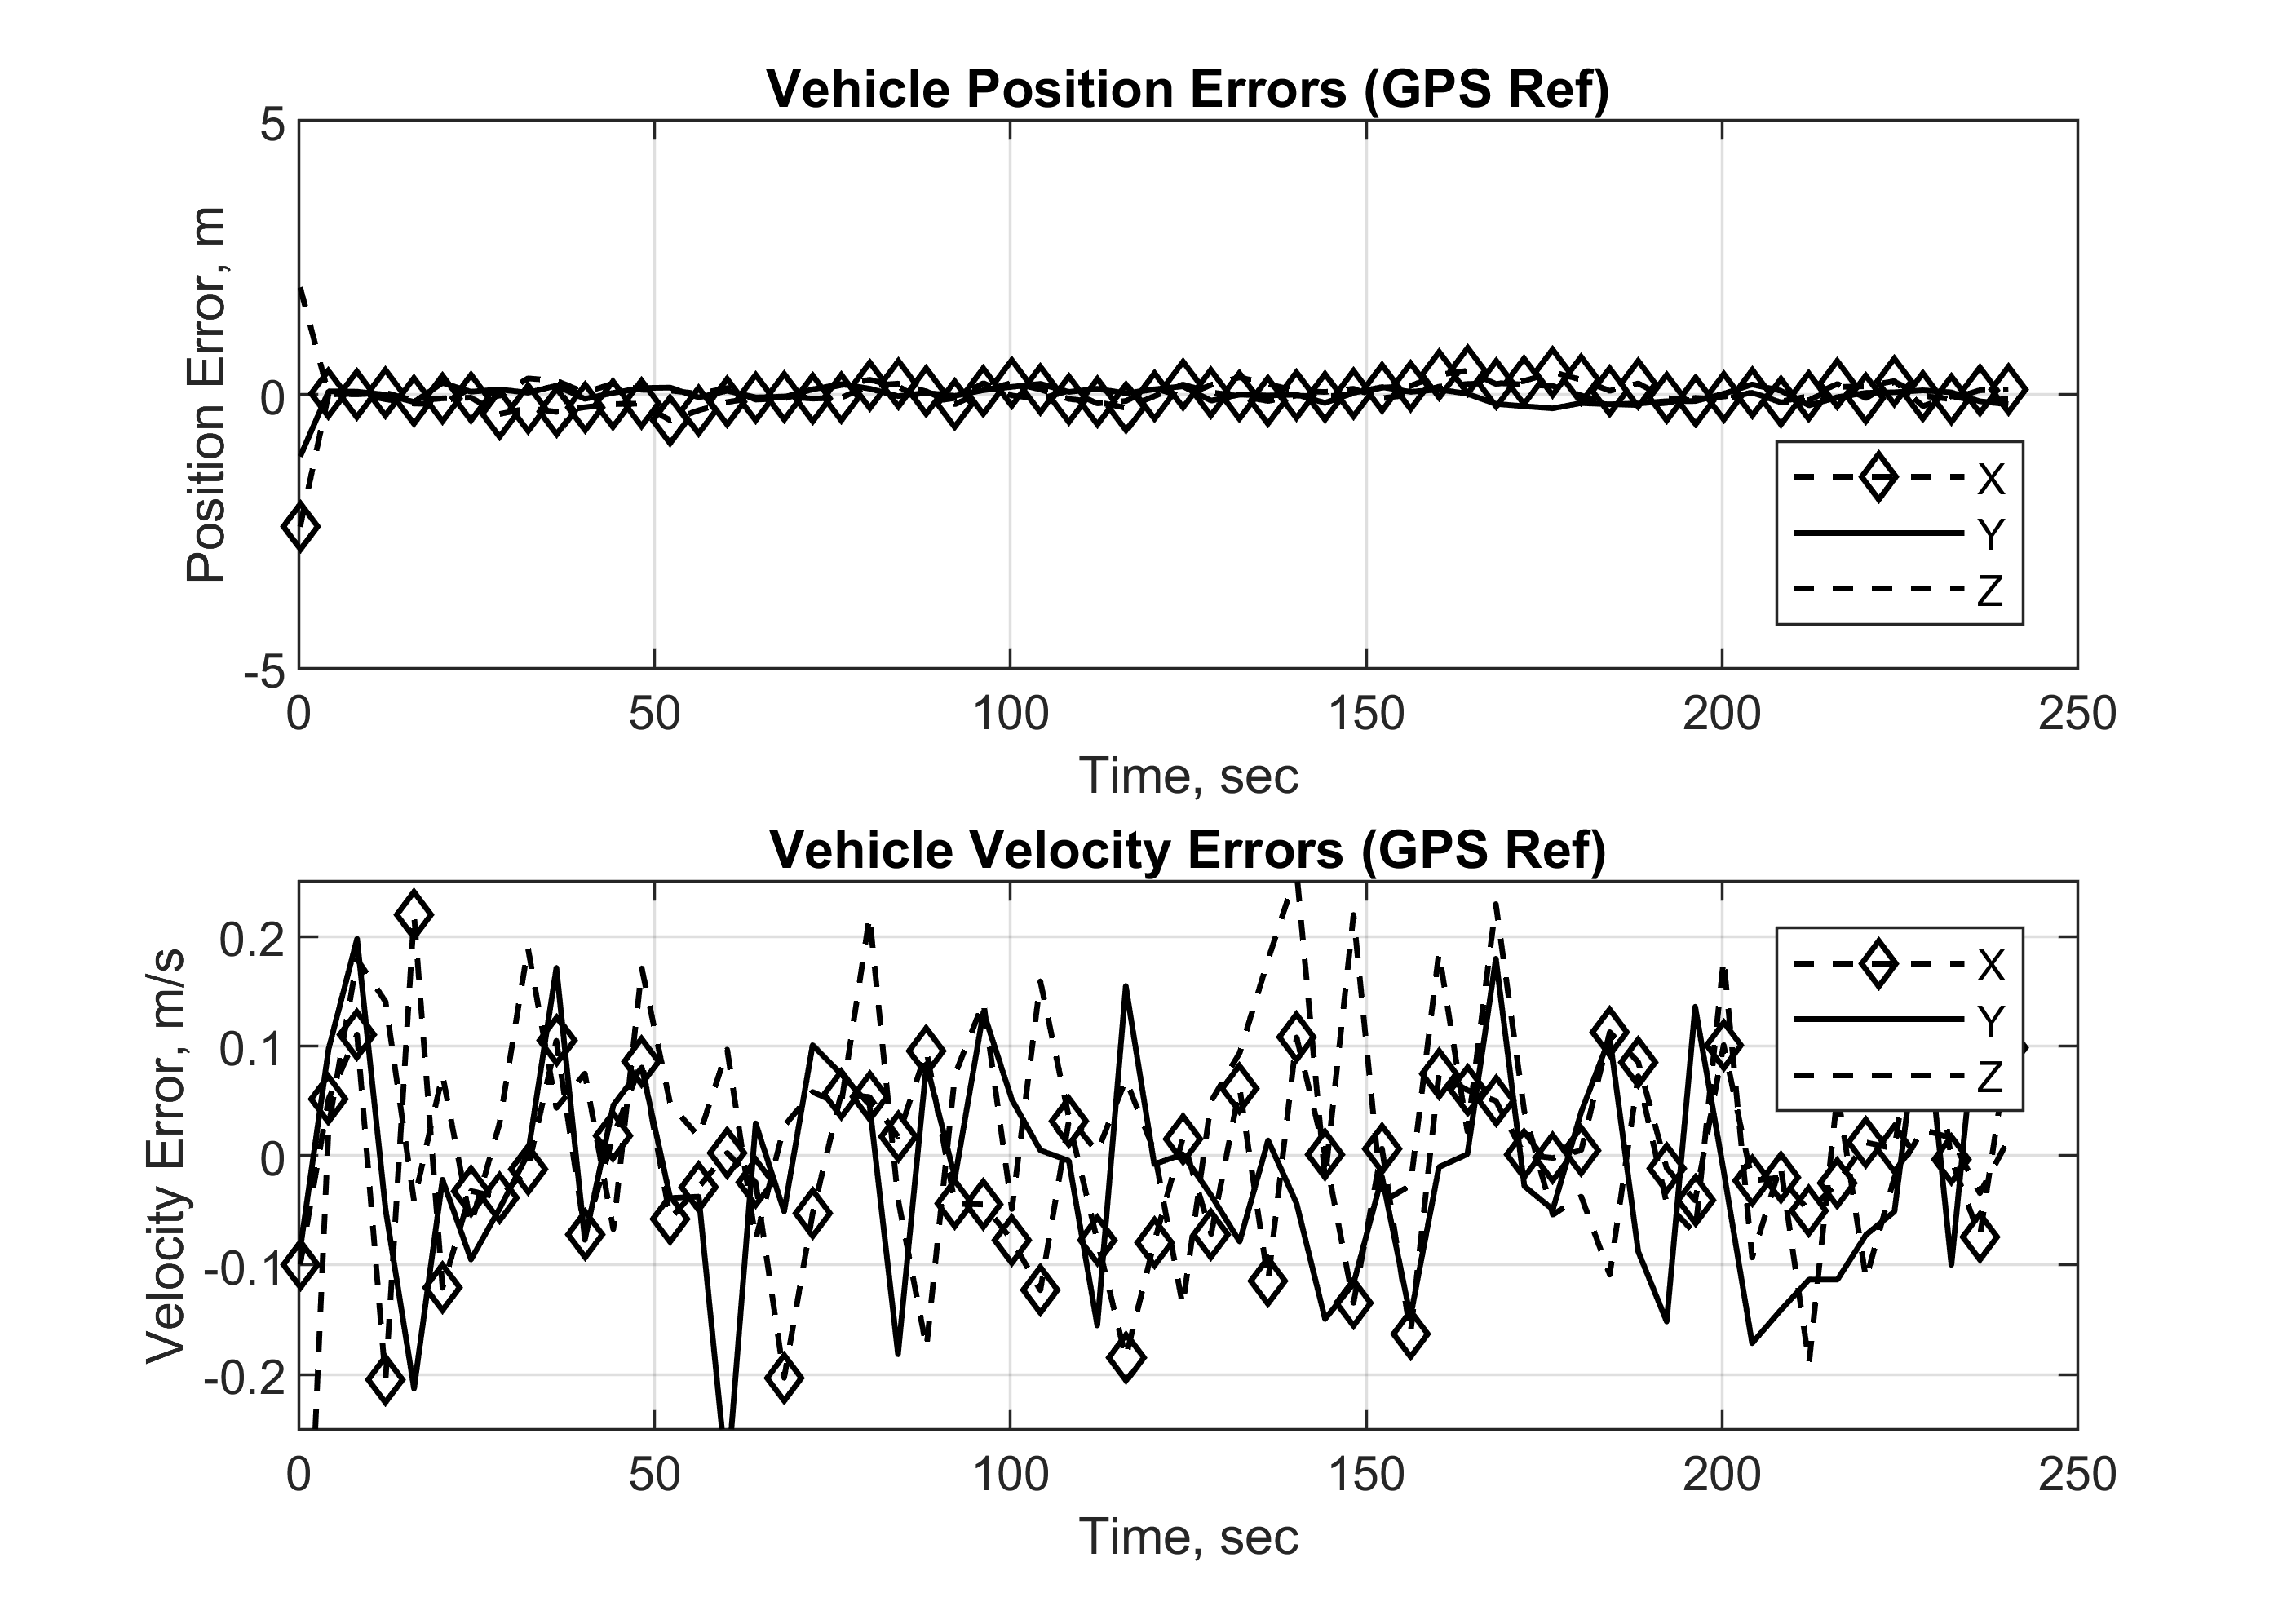 Vehicle Position Errors (GPS Ref)
5
0
-5
Position Error, m
X
Y
Z
0 50 100 150 200 250
Time, sec
Vehicle Velocity Errors (GPS Ref)
0.2
0.1
0
-0.1
-0.2
Velocity Error, m/s
X
Y
Z
0 50 100 150 200 250
Time, sec